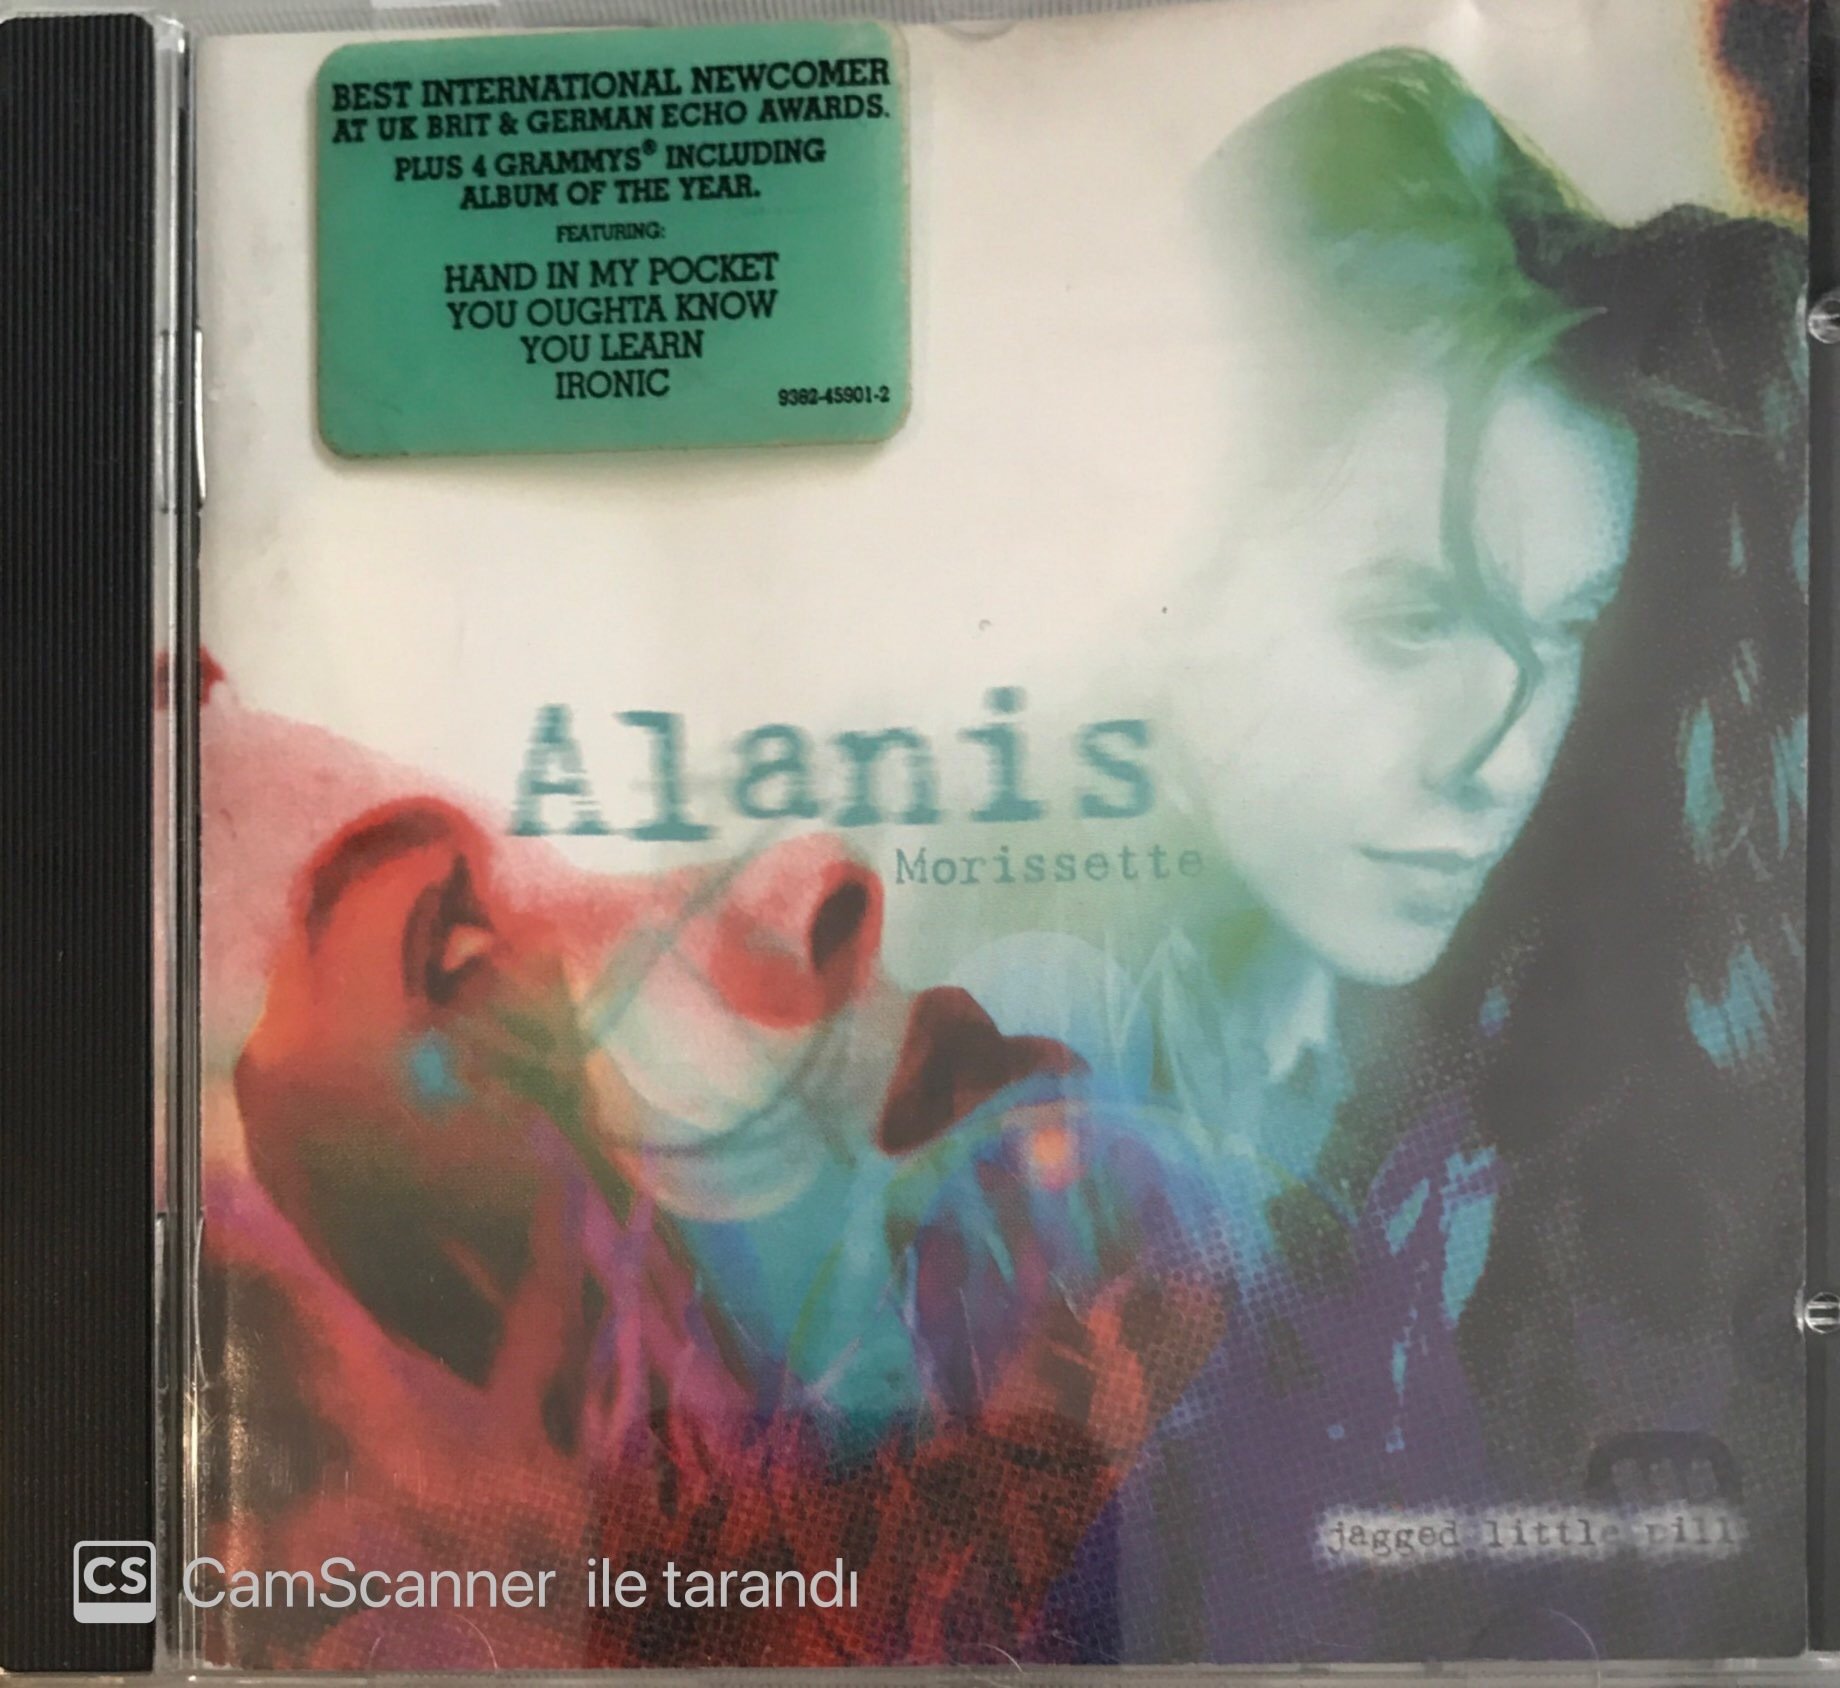 BEST INTERNATIONAL NEWCOMER
AT UK BRIT & GERMAN ECHO AWARDS.
PLUS 4 GRAMMYS® INCLUDING
ALBUM OF THE YEAR.
FEATURING:
HAND IN MY POCKET
YOU OUGHTA KNOW
YOU LEARN
IRONIC
9362-45901-2
Alanis
Morissette
jagged little pill
CS CamScanner ile tarandı